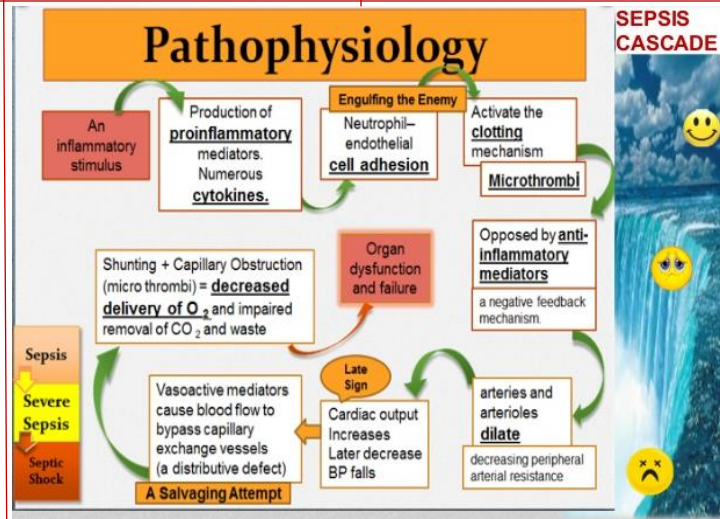 SEPSIS
CASCADE
Pathophysiology
An
inflammatory
stimulus
Production of
proinflammatory
mediators.
Numerous
cytokines.
Engulfing the Enemy
Neutrophil–
endothelial
cell adhesion
Activate the
clotting
mechanism
Microthrombi
Opposed by anti-
inflammatory
mediators
a negative feedback
mechanism.
arteries and
arterioles
dilate
decreasing peripheral
arterial resistance
Late
Sign
Cardiac output
Increases
Later decrease
BP falls
Vasoactive mediators
cause blood flow to
bypass capillary
exchange vessels
(a distributive defect)
A Salvaging Attempt
Shunting + Capillary Obstruction
(micro thrombi) = decreased
delivery of O 2 and impaired
removal of CO 2 and waste
Organ
dysfunction
and failure
Sepsis
Severe
Sepsis
Septic
Shock